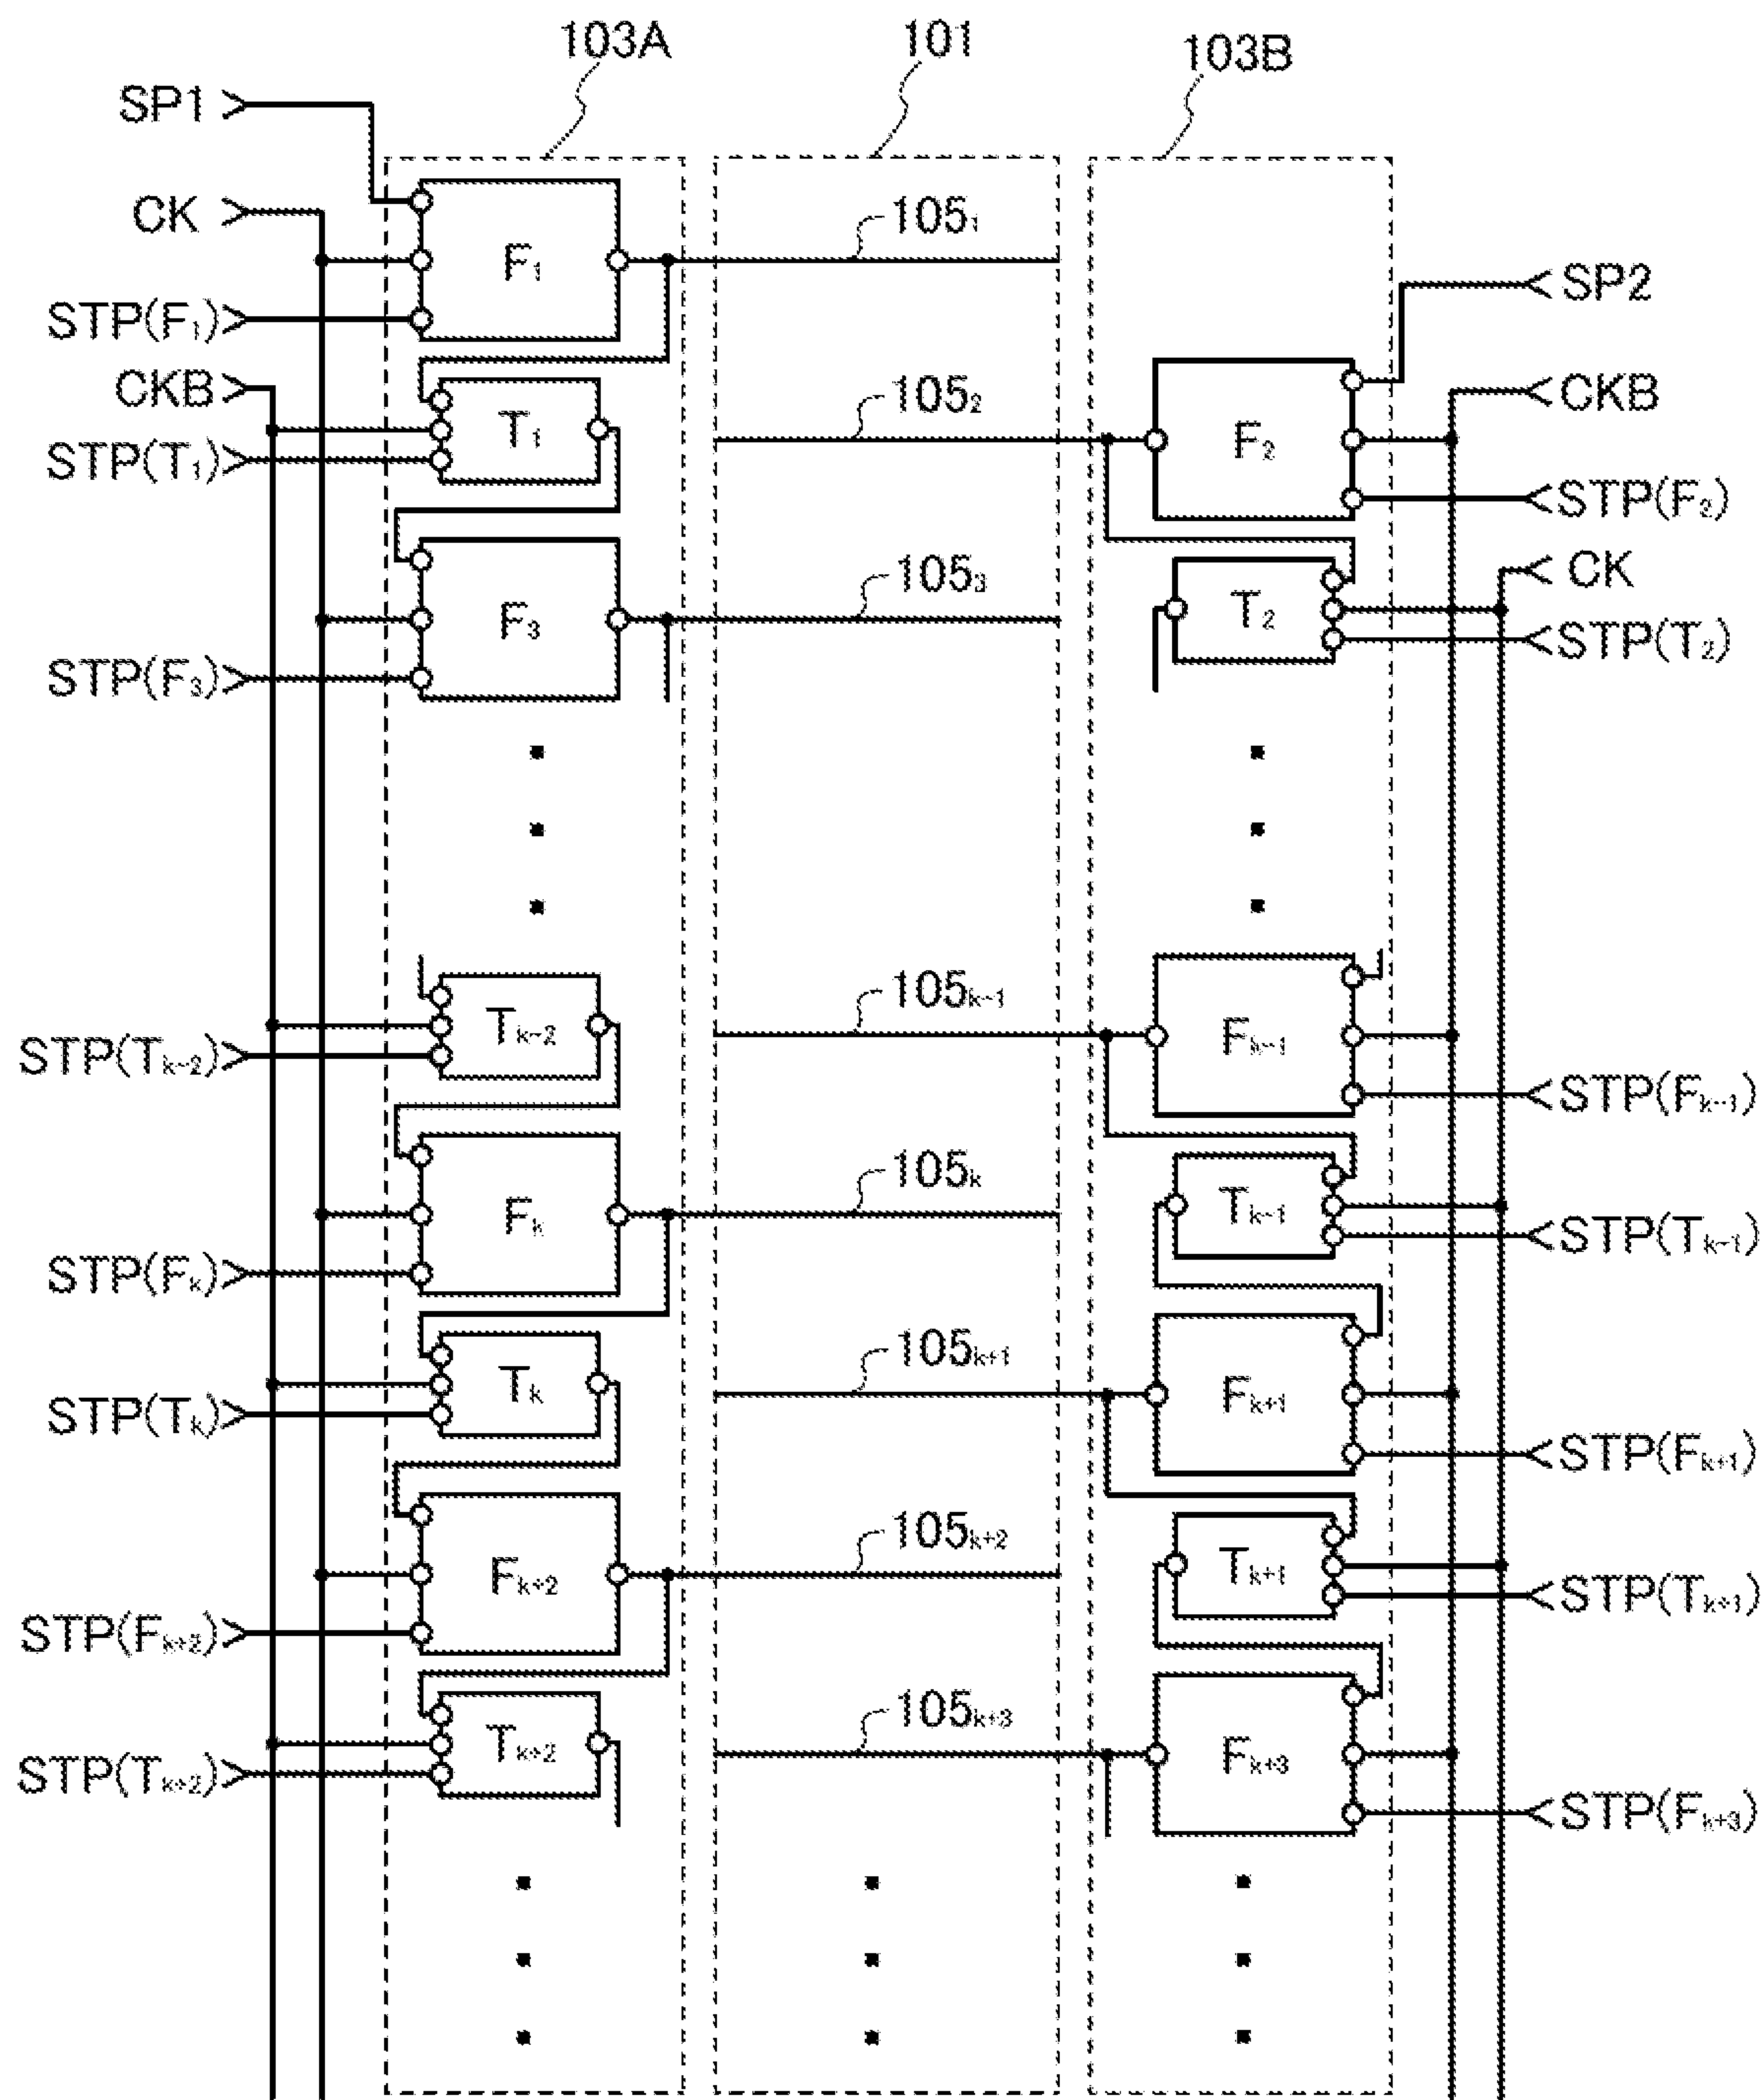 103A 101 103B
SP1
CK
F₁ 105₁
SP2
STP(F₁)
CKB CKB
T₁ 105₂ F₂
STP(T₁)
STP(F₂)
CK
F₃ 105₃ T₂
STP(F₃) STP(T₂)
Tₖ₋₂ 105ₖ₋₁ Fₖ₋₁
STP(Tₖ₋₂)
STP(Fₖ₋₁)
Fₖ 105ₖ Tₖ₋₁
STP(Tₖ₋₁)
STP(Fₖ)
Tₖ 105ₖ₊₁ Fₖ₊₁
STP(Tₖ)
STP(Fₖ₊₁)
Fₖ₊₂ 105ₖ₊₂ Tₖ₊₁
STP(Tₖ₊₁)
STP(Fₖ₊₂)
Tₖ₊₂ 105ₖ₊₃ Fₖ₊₃
STP(Tₖ₊₂)
STP(Fₖ₊₃)